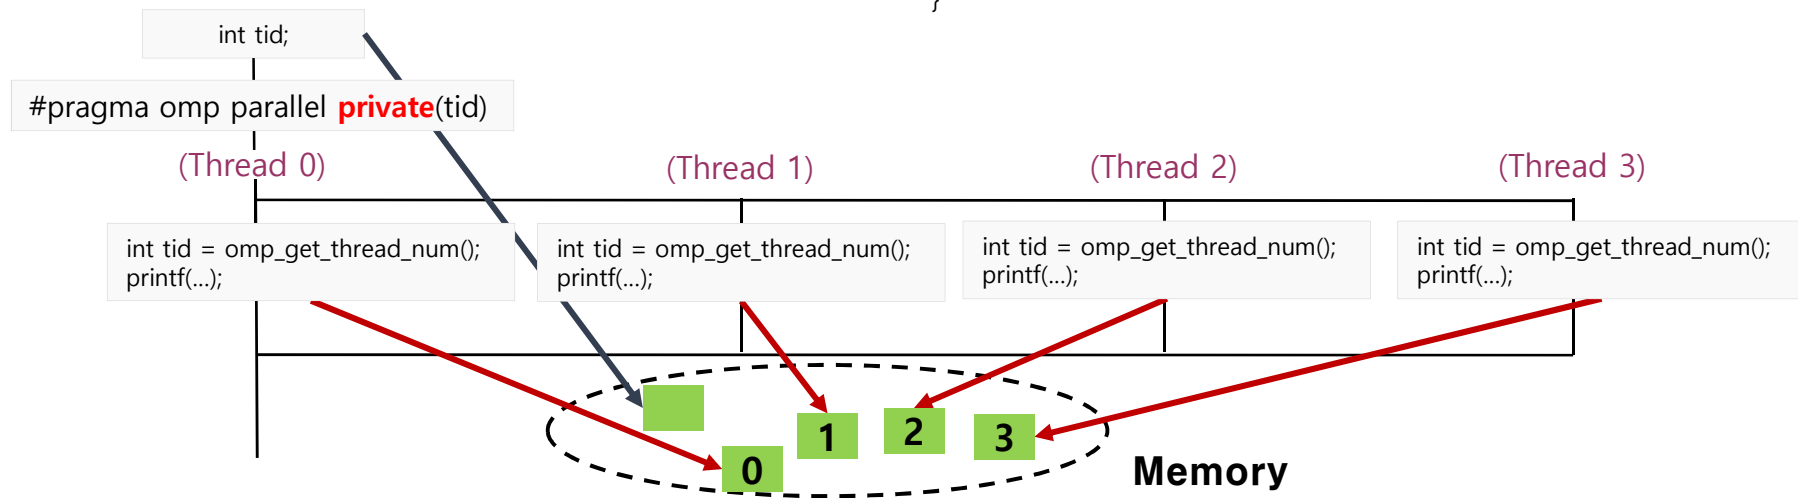 }
int tid;
#pragma omp parallel private(tid)
(Thread 0)
(Thread 1)
(Thread 2)
(Thread 3)
int tid = omp_get_thread_num();
printf(...);
int tid = omp_get_thread_num();
printf(...);
int tid = omp_get_thread_num();
printf(...);
int tid = omp_get_thread_num();
printf(...);
1
2
3
0
Memory